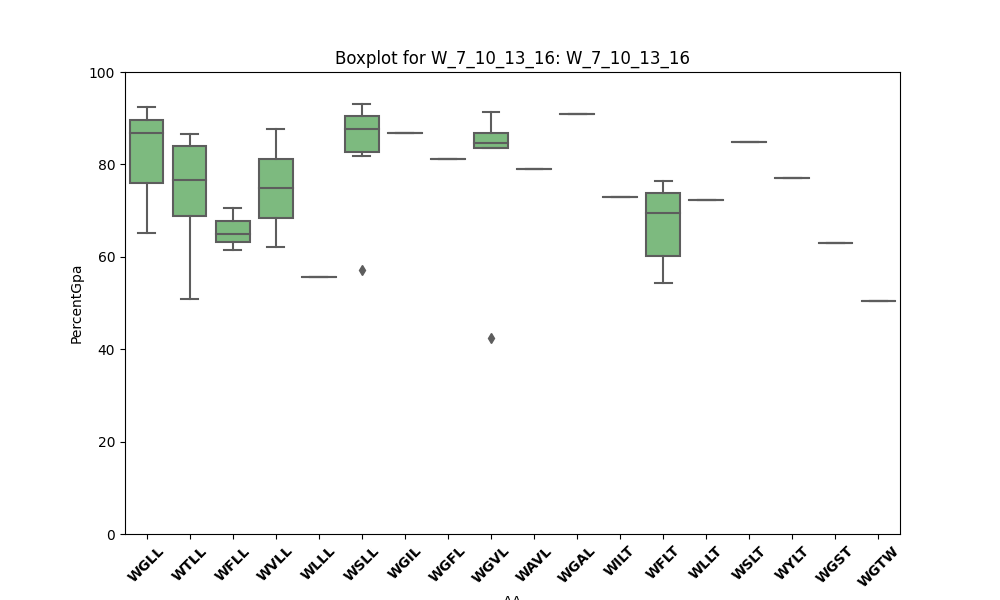 Boxplot for W_7_10_13_16: W_7_10_13_16
100
80
60
40
20
0
PercentGpa
WGLL
WTLL
WFLL
WVLL
WLLL
WSLL
WGIL
WGFL
WGVL
WAVL
WGAL
WILT
WFLT
WLLT
WSLT
WYLT
WGST
WGTW
AA